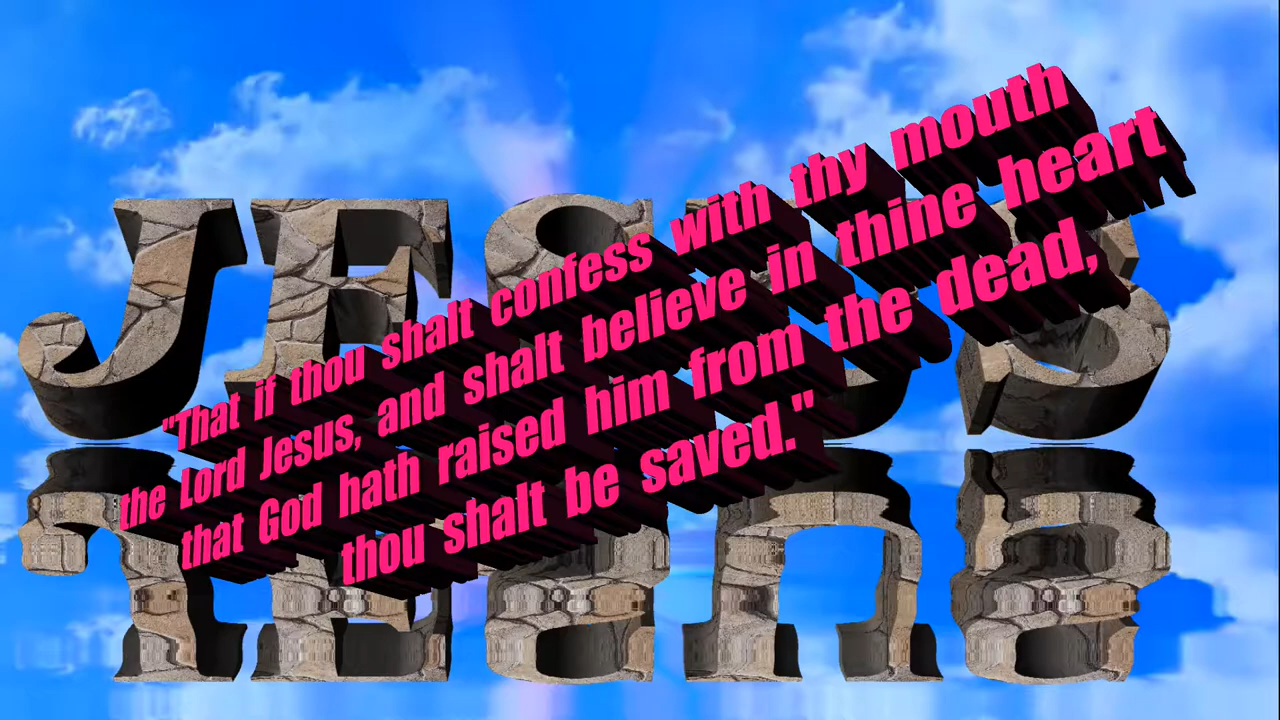 JESUS
"That if thou shalt confess with thy mouth
the Lord Jesus, and shalt believe in thine heart
that God hath raised him from the dead,
thou shalt be saved."